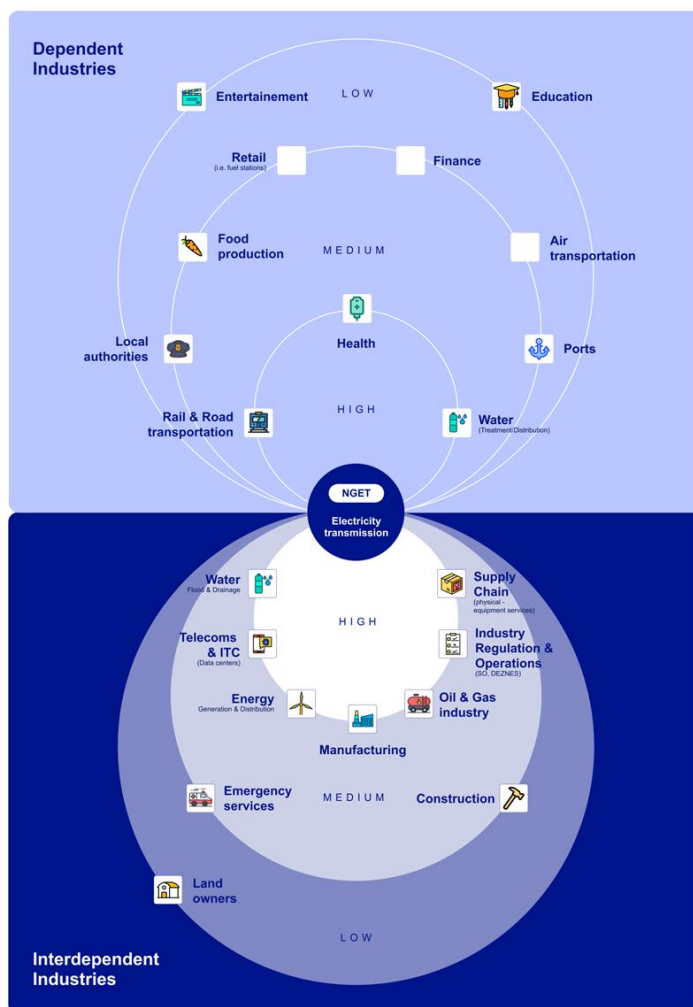 Dependent
Industries
LOW
Entertainement
Education
Retail
(i.e. fuel stations)
Finance
Food
production
MEDIUM
Air
transportation
Local
authorities
Health
Ports
Rail & Road
transportation
HIGH
Water
(Treatment/Distribution)
NGET
Electricity
transmission
Water
Flood & Drainage
Supply
Chain
(physical -
equipment services)
HIGH
Telecoms
& ITC
(Data centers)
Industry
Regulation &
Operations
(SO, DEZNES)
Energy
Generation & Distribution
Oil & Gas
industry
Manufacturing
Emergency
services
MEDIUM
Construction
Land
owners
LOW
Interdependent
Industries